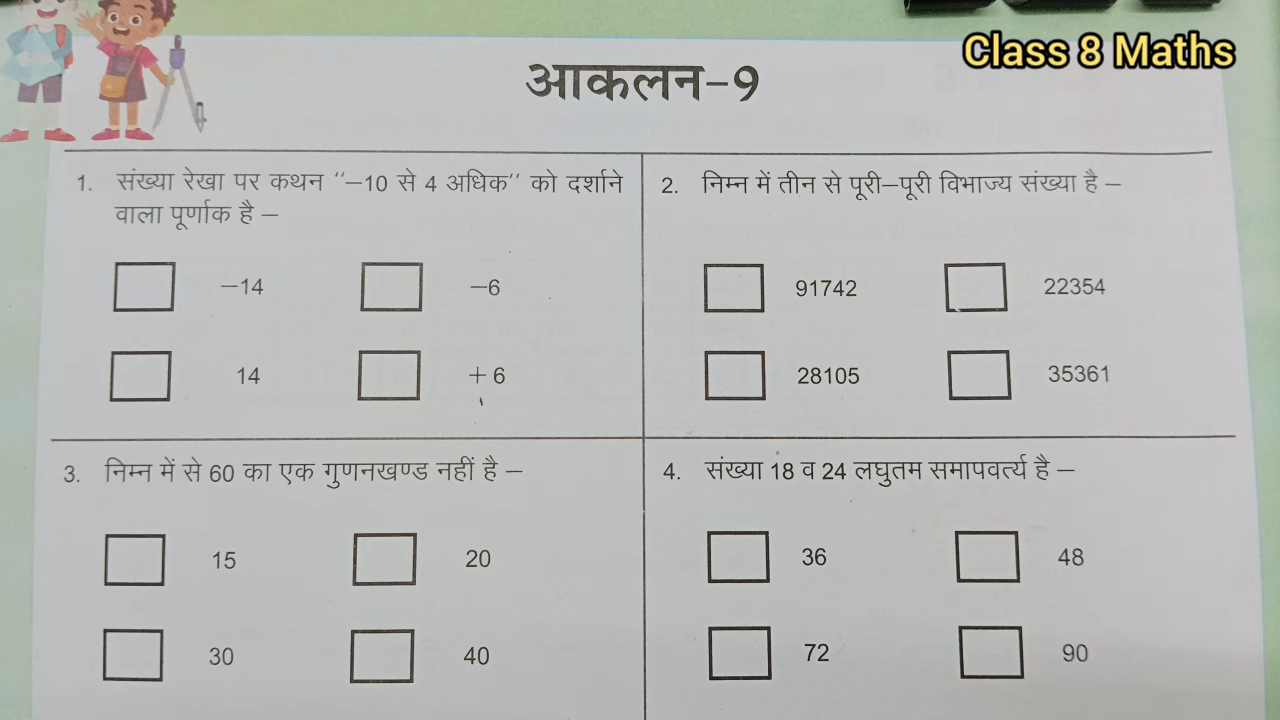 Class 8 Maths
आकलन–9
1. संख्या रेखा पर कथन "–10 से 4 अधिक" को दर्शाने
वाला पूर्णाक है –
–14
–6
14
+ 6
2. निम्न में तीन से पूरी–पूरी विभाज्य संख्या है –
91742
22354
28105
35361
3. निम्न में से 60 का एक गुणनखण्ड नहीं है –
15
20
30
40
4. संख्या 18 व 24 लघुतम समापवर्त्य है –
36
48
72
90